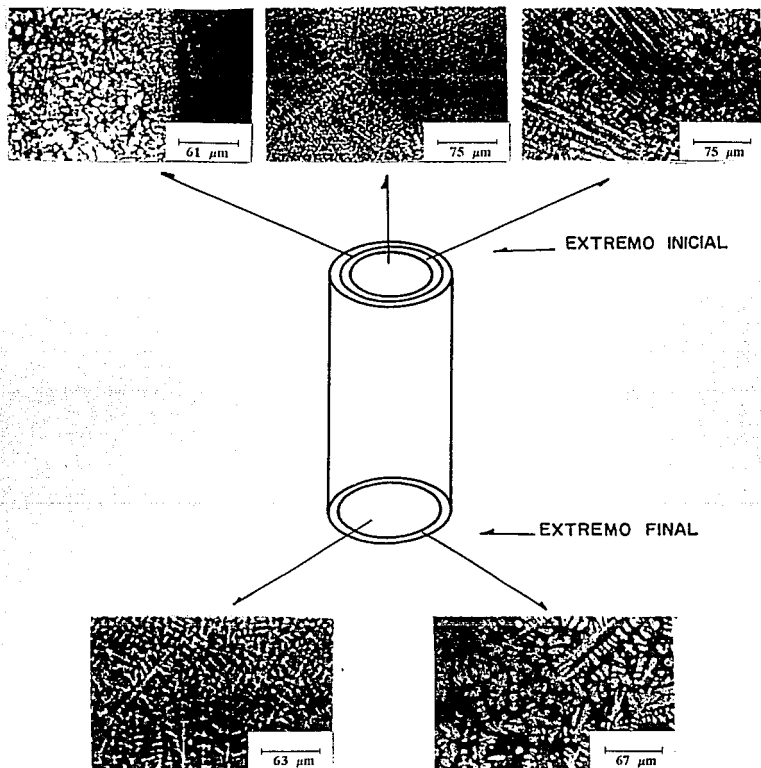 61 μm
75 μm
75 μm
EXTREMO INICIAL
EXTREMO FINAL
63 μm
67 μm